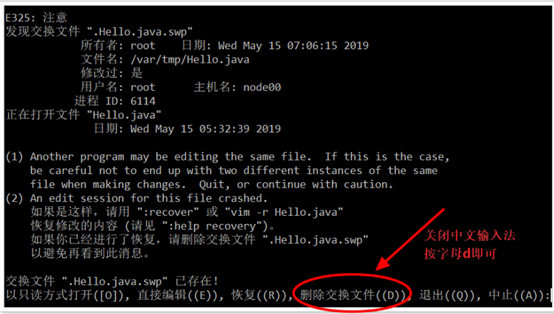 E325: 注意
发现交换文件 ".Hello.java.swp"
所有者: root 日期: Wed May 15 07:06:15 2019
文件名: /var/tmp/Hello.java
修改过: 是
用户名: root 主机名: node00
进程 ID: 6114
正在打开文件 "Hello.java"
日期: Wed May 15 05:32:39 2019
(1) Another program may be editing the same file. If this is the case,
be careful not to end up with two different instances of the same
file when making changes. Quit, or continue with caution.
(2) An edit session for this file crashed.
如果是这样, 请用 ":recover" 或 "vim -r Hello.java"
恢复修改的内容 (请见 ":help recovery")。
如果你已经进行了恢复, 请删除交换文件 ".Hello.java.swp"
以避免再看到此消息。
关闭中文输入法
按字母d即可
交换文件 ".Hello.java.swp" 已存在!
以只读方式打开([O]), 直接编辑((E)), 恢复((R)), 删除交换文件((D)), 退出((Q)), 中止((A)):